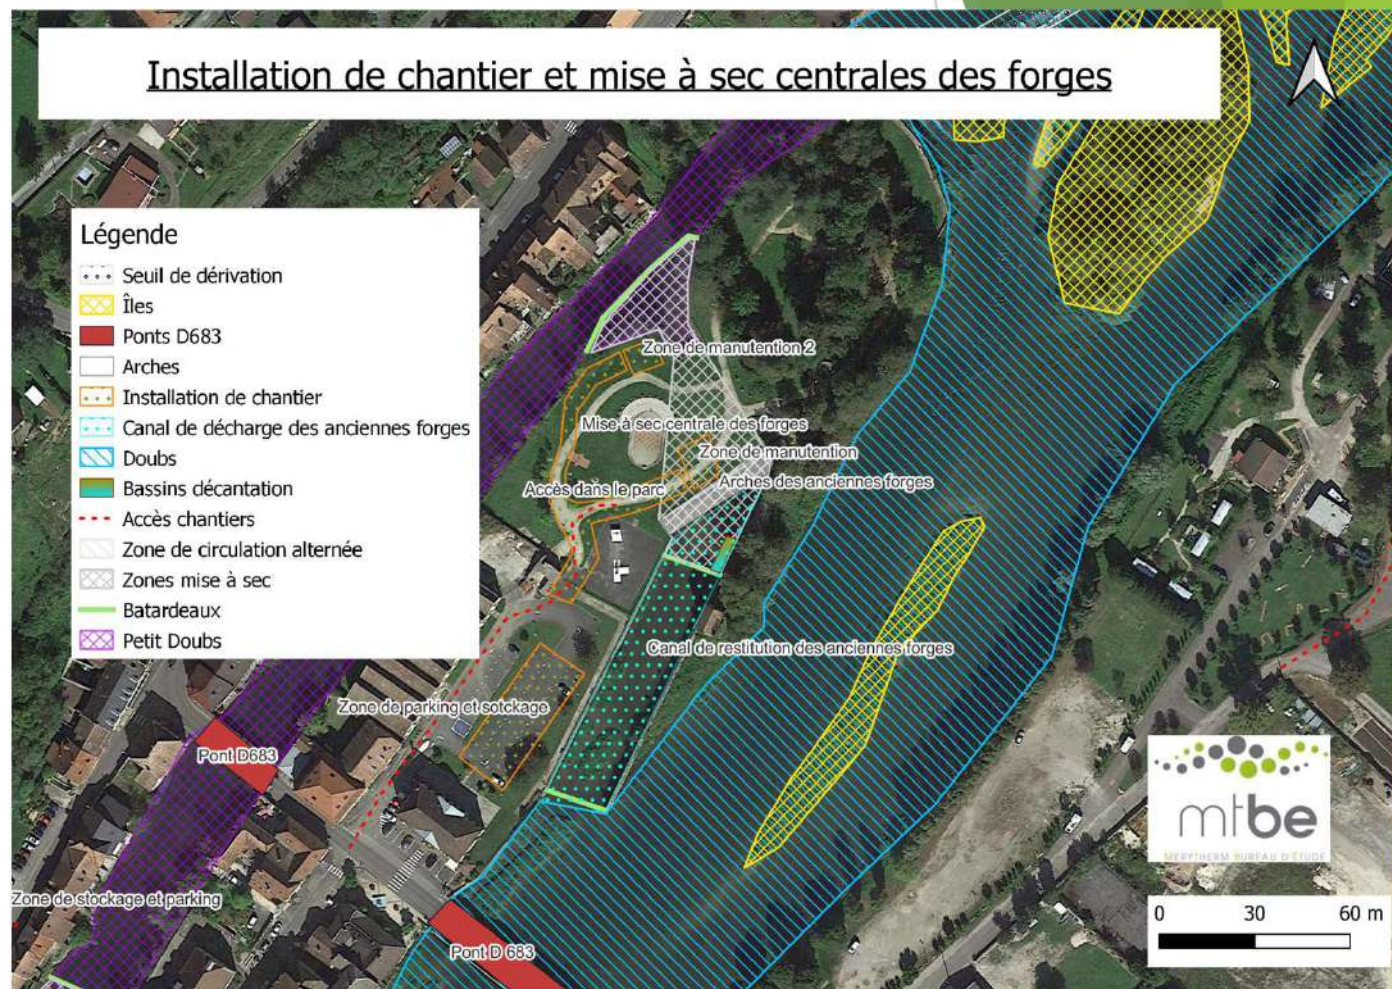 Installation de chantier et mise à sec centrales des forges
Légende
Seuil de dérivation
Îles
Ponts D683
Arches
Installation de chantier
Canal de décharge des anciennes forges
Doubs
Bassins décantation
Accès chantiers
Zone de circulation alternée
Zones mise à sec
Batardeaux
Petit Doubs
Zone de manutention 2
Mise à sec centrale des forges
Zone de manutention
Arches des anciennes forges
Accès dans le parc
Canal de restitution des anciennes forges
Zone de parking et sotckage
Pont D683
Zone de stockage et parking
Pont D 683
mtbe
MERYTHERM BUREAU D'ÉTUDE
0 30 60 m